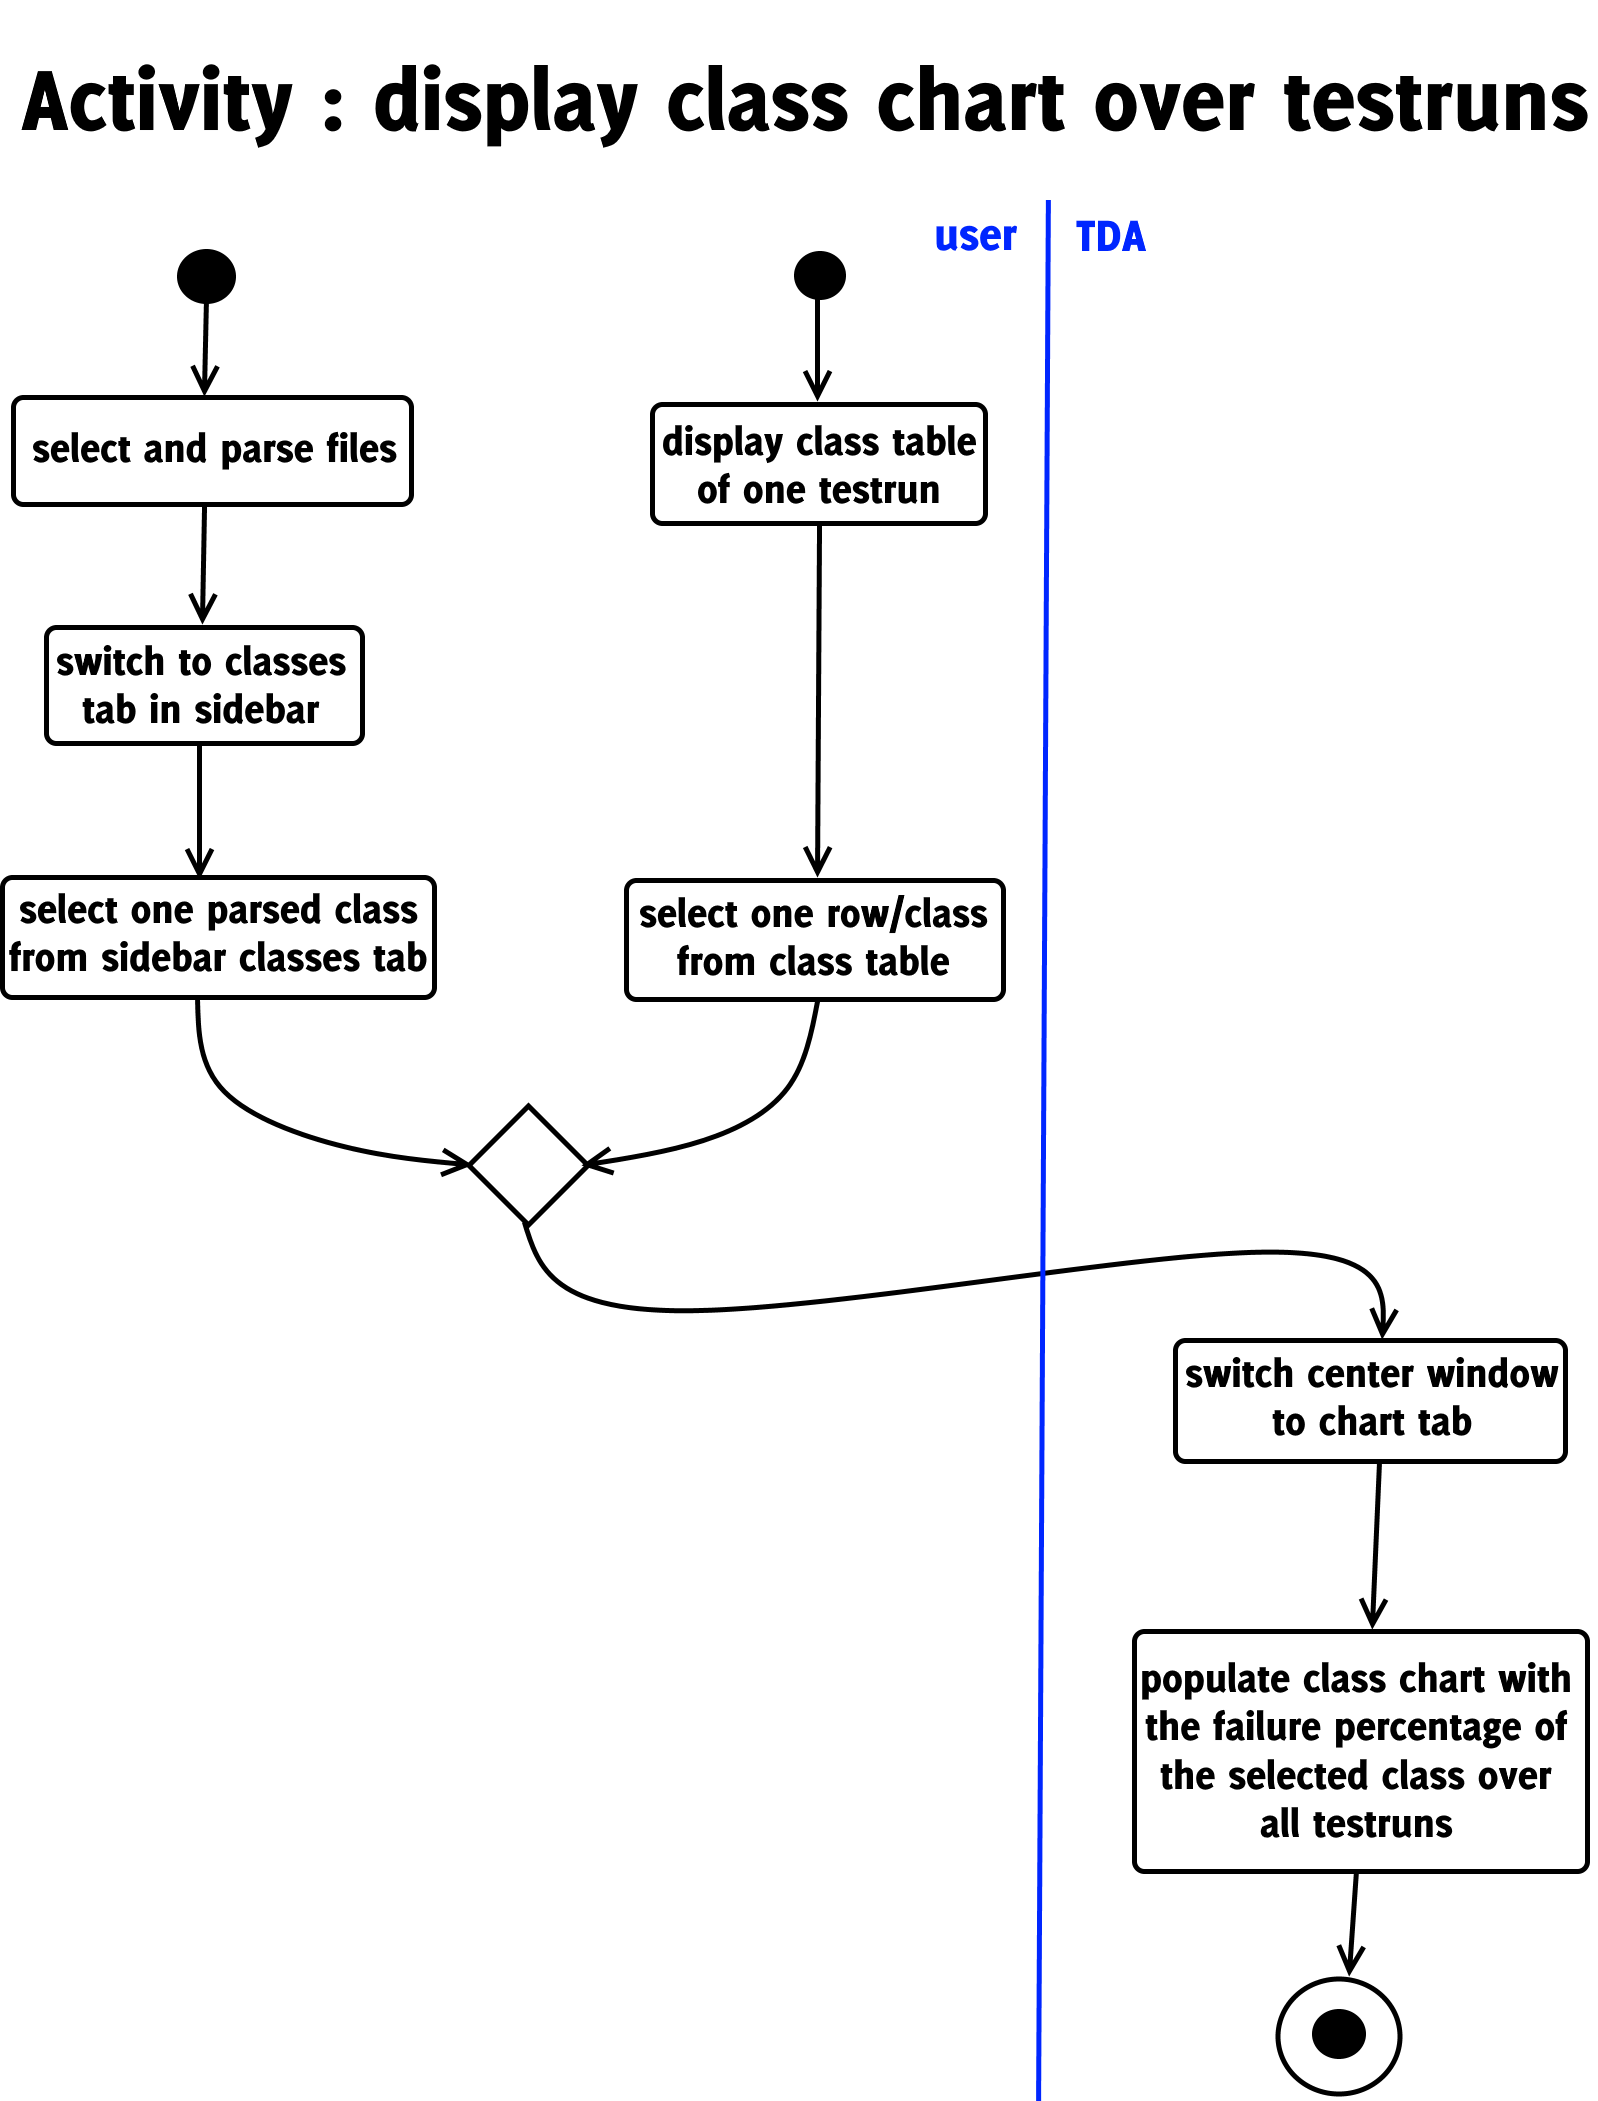 Activity : display class chart over testruns
user
TDA
select and parse files
display class table
of one testrun
switch to classes
tab in sidebar
select one parsed class
from sidebar classes tab
select one row/class
from class table
switch center window
to chart tab
populate class chart with
the failure percentage of
the selected class over
all testruns